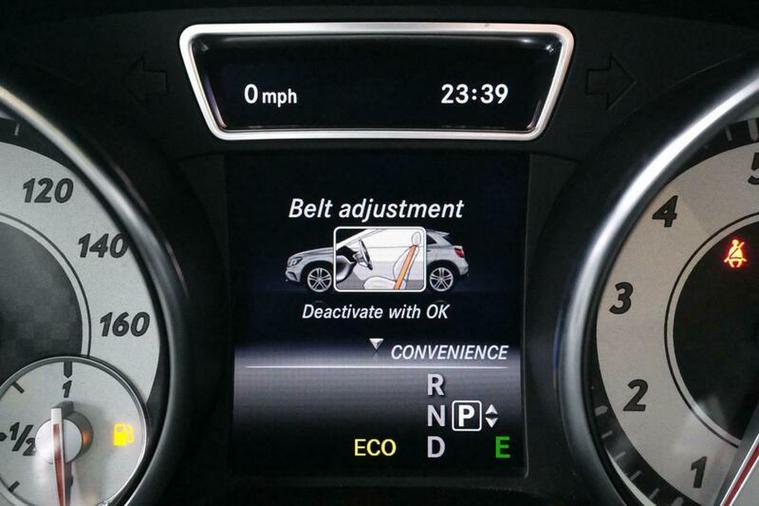 0 mph 23:39
Belt adjustment
Deactivate with OK
CONVENIENCE
R
N P
ECO D E
120
140
160
1
1/2
5
4
3
2
1